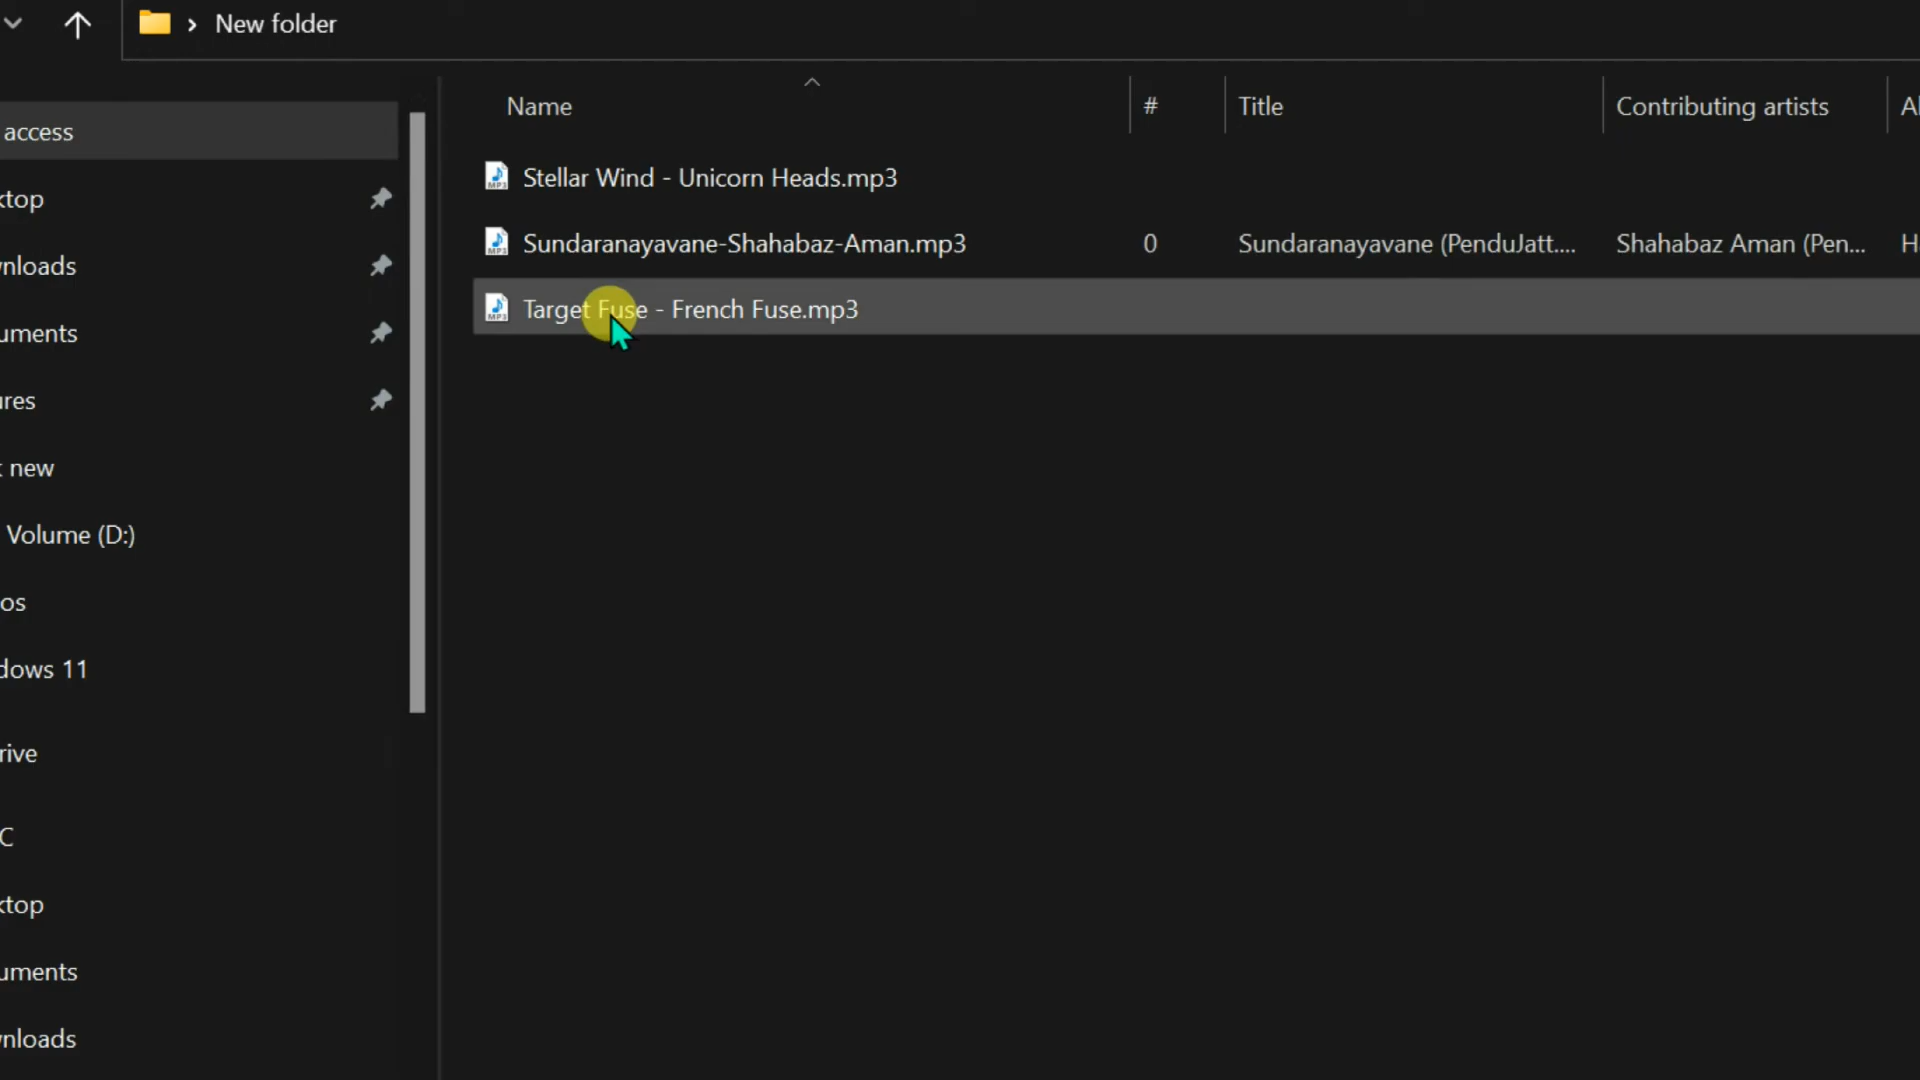 New folder
Name # Title Contributing artists
access
Stellar Wind - Unicorn Heads.mp3
ktop
Sundaranayavane-Shahabaz-Aman.mp3 0 Sundaranayavane (PenduJatt.... Shahabaz Aman (Pen...
nloads
Target Fuse - French Fuse.mp3
uments
ures
new
Volume (D:)
os
dows 11
rive
C
ktop
uments
nloads